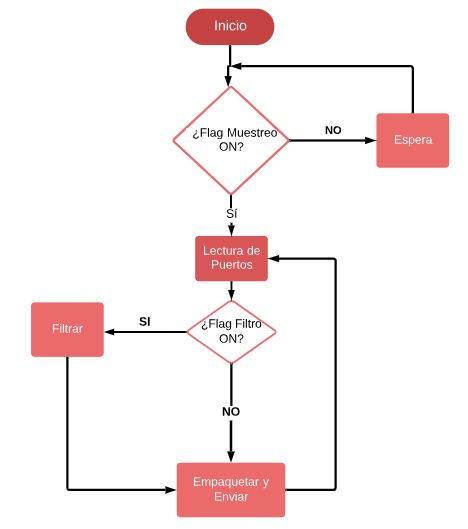 Inicio
¿Flag Muestreo
ON?
NO
Espera
Sí
Lectura de
Puertos
¿Flag Filtro
ON?
SI
Filtrar
NO
Empaquetar y
Enviar